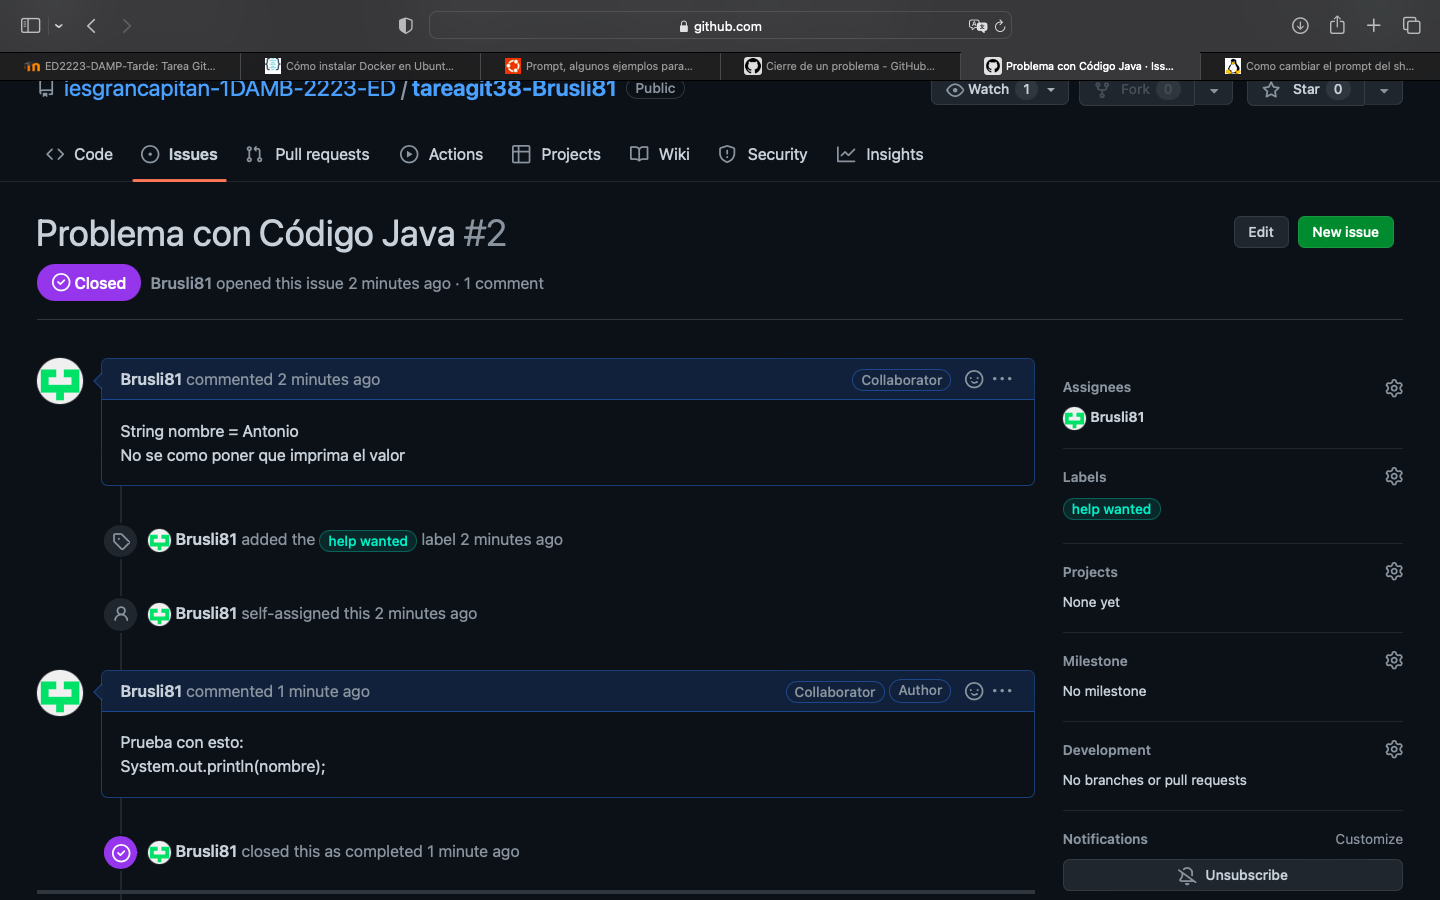 github.com
ED2223-DAMP-Tarde: Tarea Git...
Cómo instalar Docker en Ubunt...
Prompt, algunos ejemplos para...
Cierre de un problema - GitHub...
Problema con Código Java · Iss...
Como cambiar el prompt del sh...
iesgrancapitan-1DAMB-2223-ED / tareagit38-Brusli81 Public
Watch 1
Fork 0
Star 0
Code
Issues
Pull requests
Actions
Projects
Wiki
Security
Insights
Problema con Código Java #2
Edit
New issue
Closed
Brusli81 opened this issue 2 minutes ago · 1 comment
Brusli81 commented 2 minutes ago
Collaborator
String nombre = Antonio
No se como poner que imprima el valor
Brusli81 added the help wanted label 2 minutes ago
Brusli81 self-assigned this 2 minutes ago
Brusli81 commented 1 minute ago
Collaborator
Author
Prueba con esto:
System.out.println(nombre);
Brusli81 closed this as completed 1 minute ago
Assignees
Brusli81
Labels
help wanted
Projects
None yet
Milestone
No milestone
Development
No branches or pull requests
Notifications
Customize
Unsubscribe